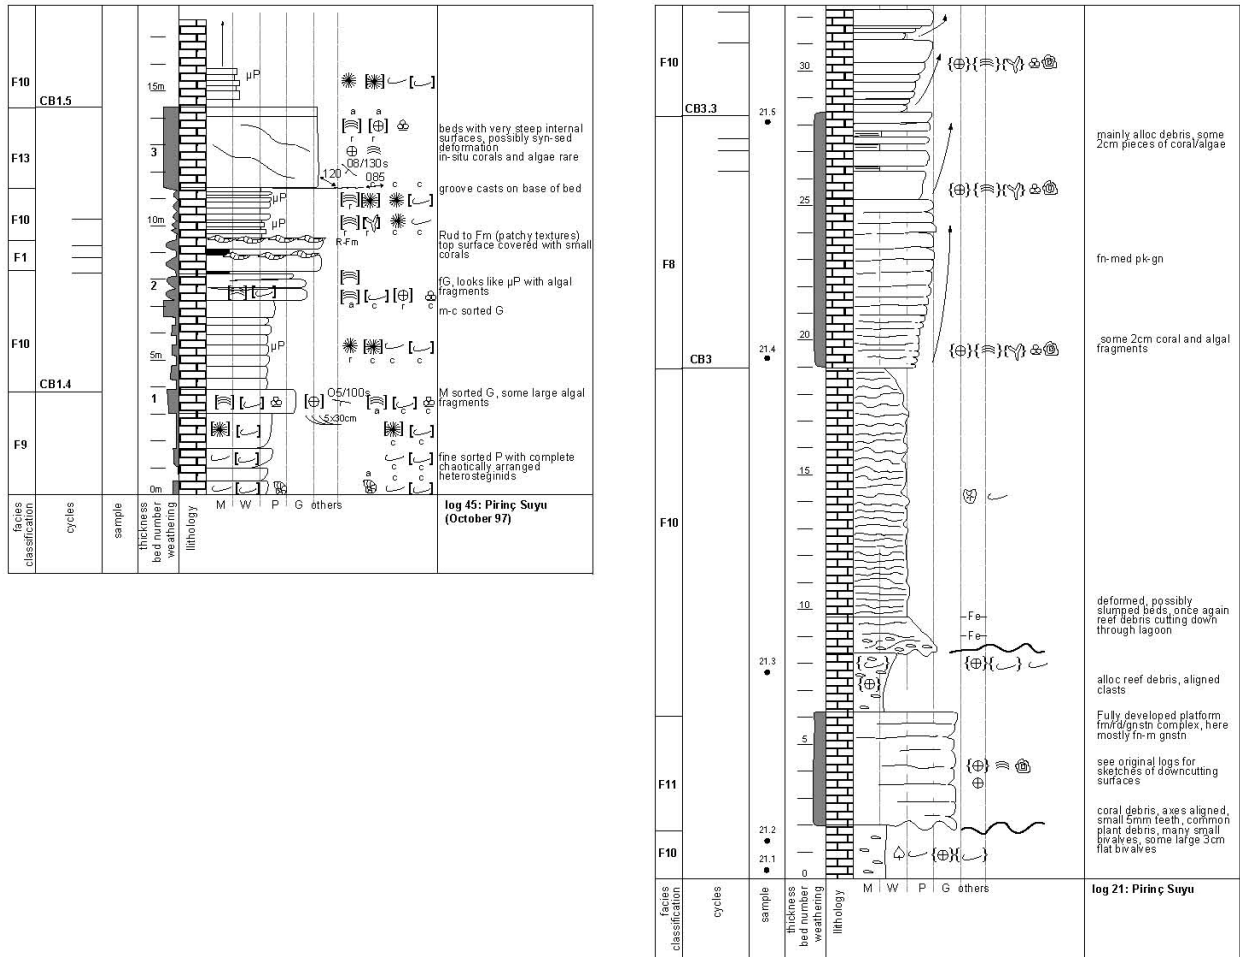 F10
CB1.5
15m
µP
a a
r r
beds with very steep internal
surfaces, possibly syn-sed
deformation
in-situ corals and algae rare
F13
3
120
08/130s
085
c c c
groove casts on base of bed
µP
r
F10
10m
µP
r r c c
R-Fm
Rud to Fm (patchy textures)
top surface covered with small
corals
F1
2
fG, looks like µP with algal
fragments
a c r c
m-c sorted G
F10
µP
5m
r c c c
CB1.4
1
O5/100s
5x30cm
a c c
M sorted G, some large algal
fragments
F9
c c
c c
fine sorted P with complete
chaotically arranged
heterosteginids
a
c c
0m
M W P G others
facies
classification
cycles
sample
thickness
bed number
weathering
lithology
log 45: Pirinç Suyu
(October 97)
F10
30
CB3.3
21.5
mainly alloc debris, some
2cm pieces of coral/algae
25
F8
fn-med pk-gn
20
21.4
CB3
some 2cm coral and algal
fragments
15
F10
10
Fe
Fe
deformed, possibly
slumped beds, once again
reef debris cutting down
through lagoon
21.3
alloc reef debris, aligned
clasts
Fully developed platform
fm/rd/gnstn complex, here
mostly fn-m gnstn
5
F11
see original logs for
sketches of downcutting
surfaces
21.2
coral debris, axes aligned,
small 5mm teeth, common
plant debris, many small
bivalves, some large 3cm
flat bivalves
F10
21.1
0
M W P G others
facies
classification
cycles
sample
thickness
bed number
weathering
lithology
log 21: Pirinç Suyu